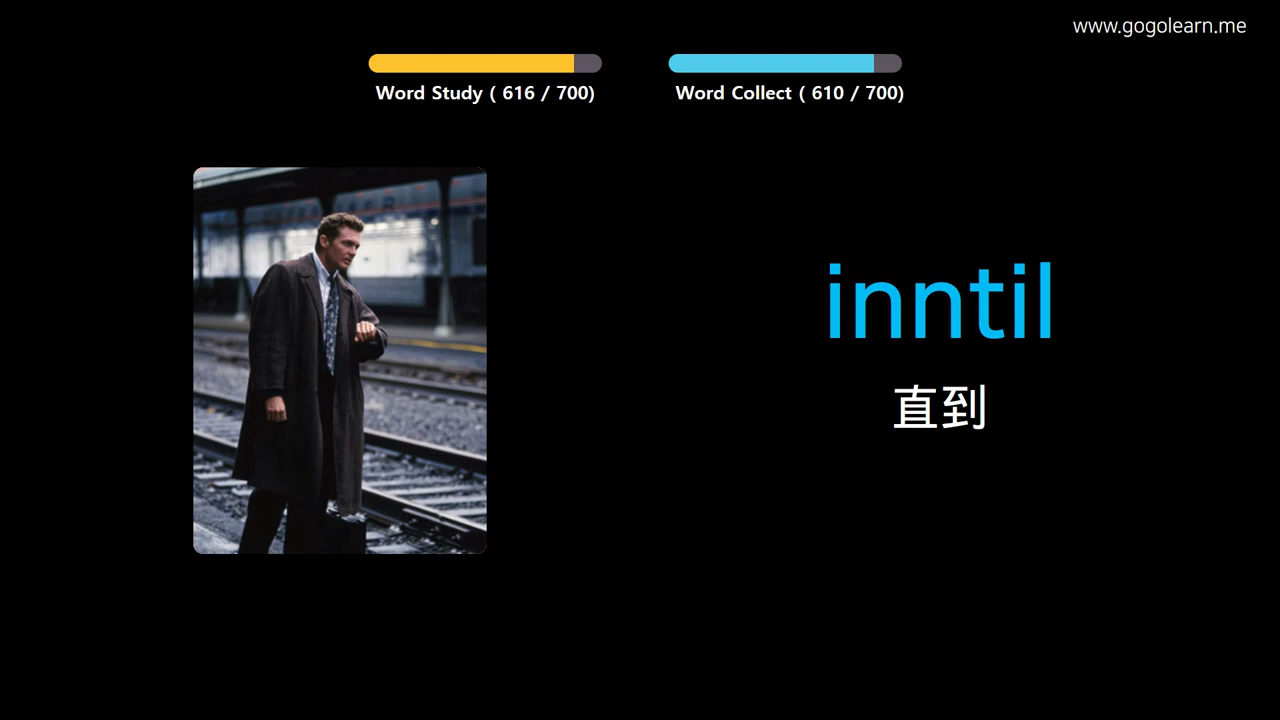 www.gogolearn.me
Word Study ( 616 / 700)
Word Collect ( 610 / 700)
inntil
直到